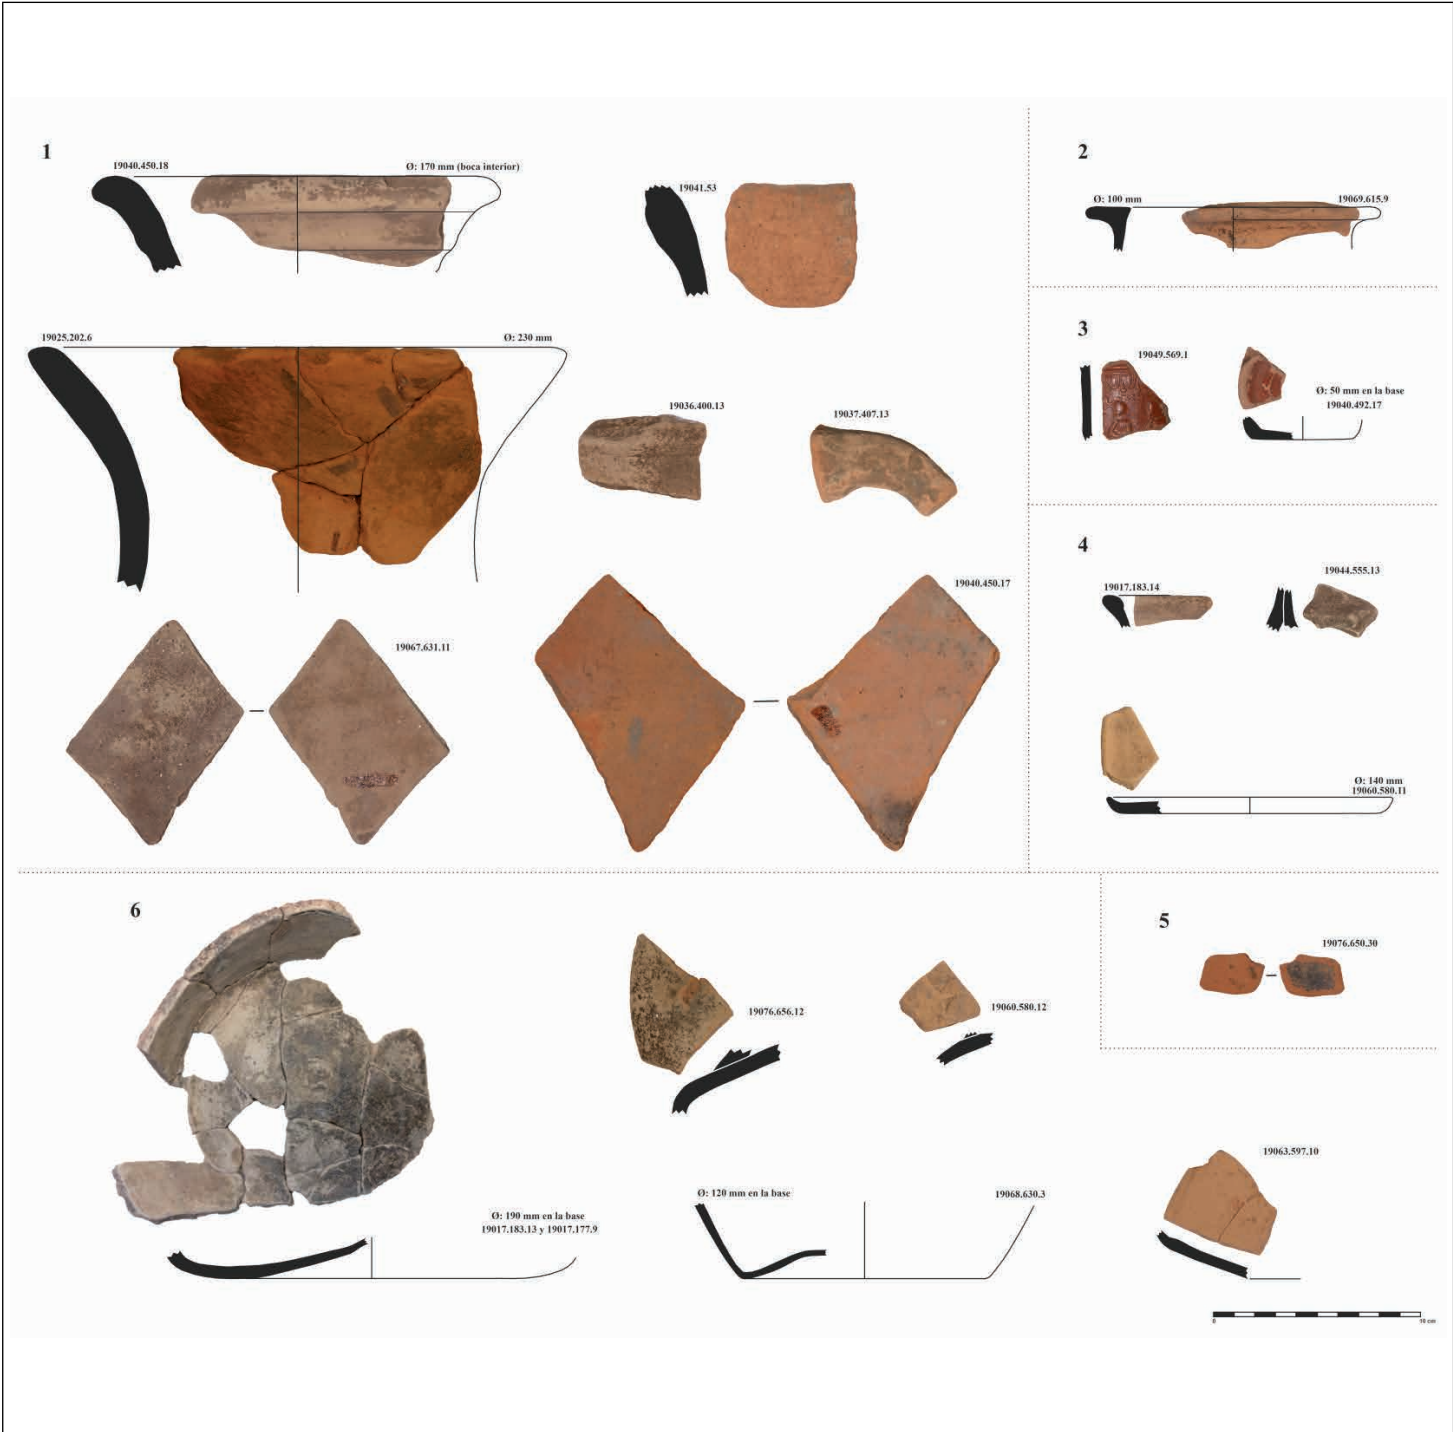 1
19040.450.18
Ø: 170 mm (boca interior)
19041.53
19025.202.6
Ø: 230 mm
19036.400.13
19037.407.13
19067.631.11
19040.450.17
2
Ø: 100 mm
19069.615.9
3
19049.569.1
Ø: 50 mm en la base
19040.492.17
4
19017.183.14
19044.555.13
Ø: 140 mm
19060.580.11
6
19076.656.12
19060.580.12
5
19076.650.30
Ø: 190 mm en la base
19017.183.13 y 19017.177.9
Ø: 120 mm en la base
19068.630.3
19063.597.10
0
10 cm